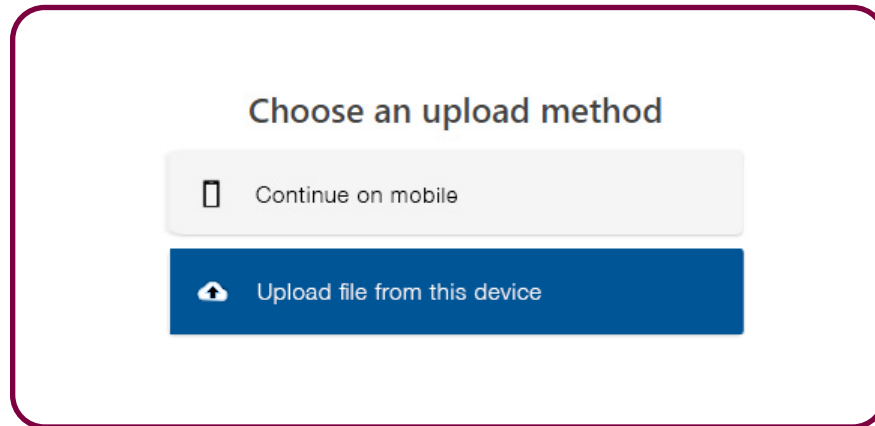 Choose an upload method
Continue on mobile
Upload file from this device